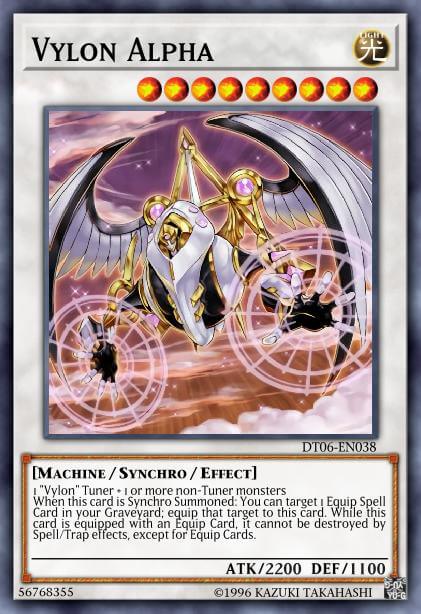 VYLON ALPHA
LIGHT
光
DT06-EN038
[MACHINE / SYNCHRO / EFFECT]
1 "Vylon" Tuner + 1 or more non-Tuner monsters
When this card is Synchro Summoned: You can target 1 Equip Spell
Card in your Graveyard; equip that target to this card. While this
card is equipped with an Equip Card, it cannot be destroyed by
Spell/Trap effects, except for Equip Cards.
ATK/2200 DEF/1100
56768355
©1996 KAZUKI TAKAHASHI